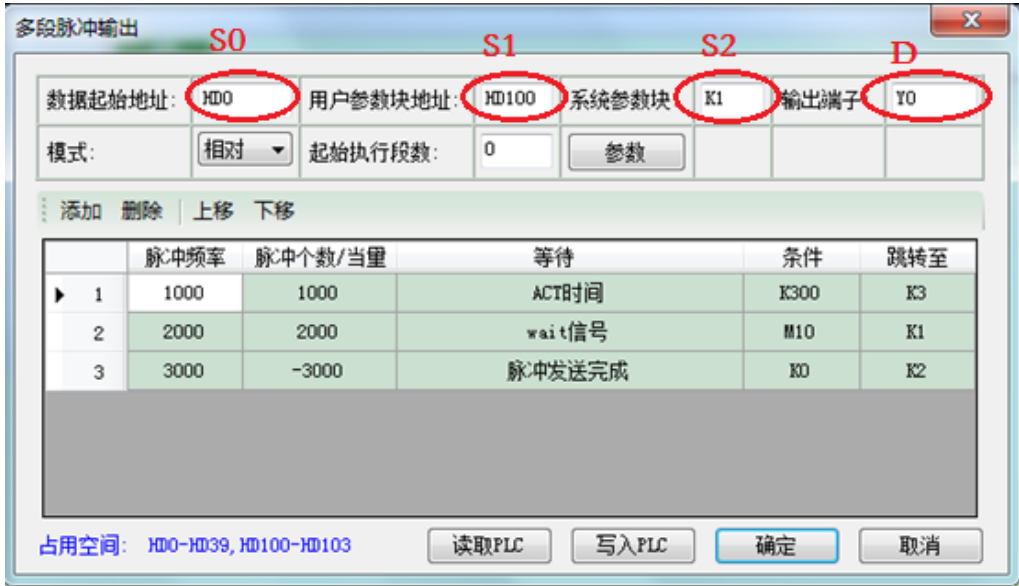 多段脉冲输出
S0 S1 S2 D
数据起始地址: HD0 用户参数块地址: HD100 系统参数块 K1 输出端子 Y0
模式: 相对 起始执行段数: 0 参数
添加 删除 上移 下移
脉冲频率 脉冲个数/当量 等待 条件 跳转至
1 1000 1000 ACT时间 K300 K3
2 2000 2000 wait信号 M10 K1
3 3000 -3000 脉冲发送完成 K0 K2
占用空间: HD0-HD39,HD100-HD103 读取PLC 写入PLC 确定 取消